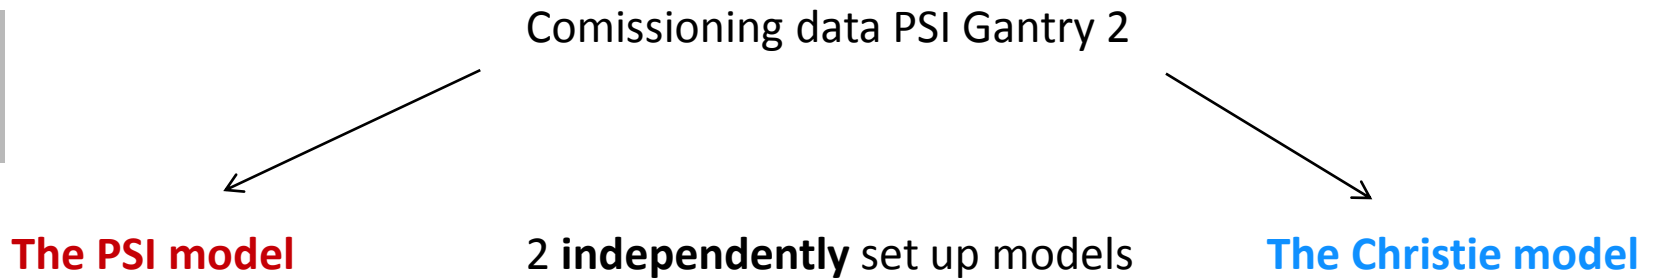 Comissioning data PSI Gantry 2
The PSI model
2 independently set up models
The Christie model